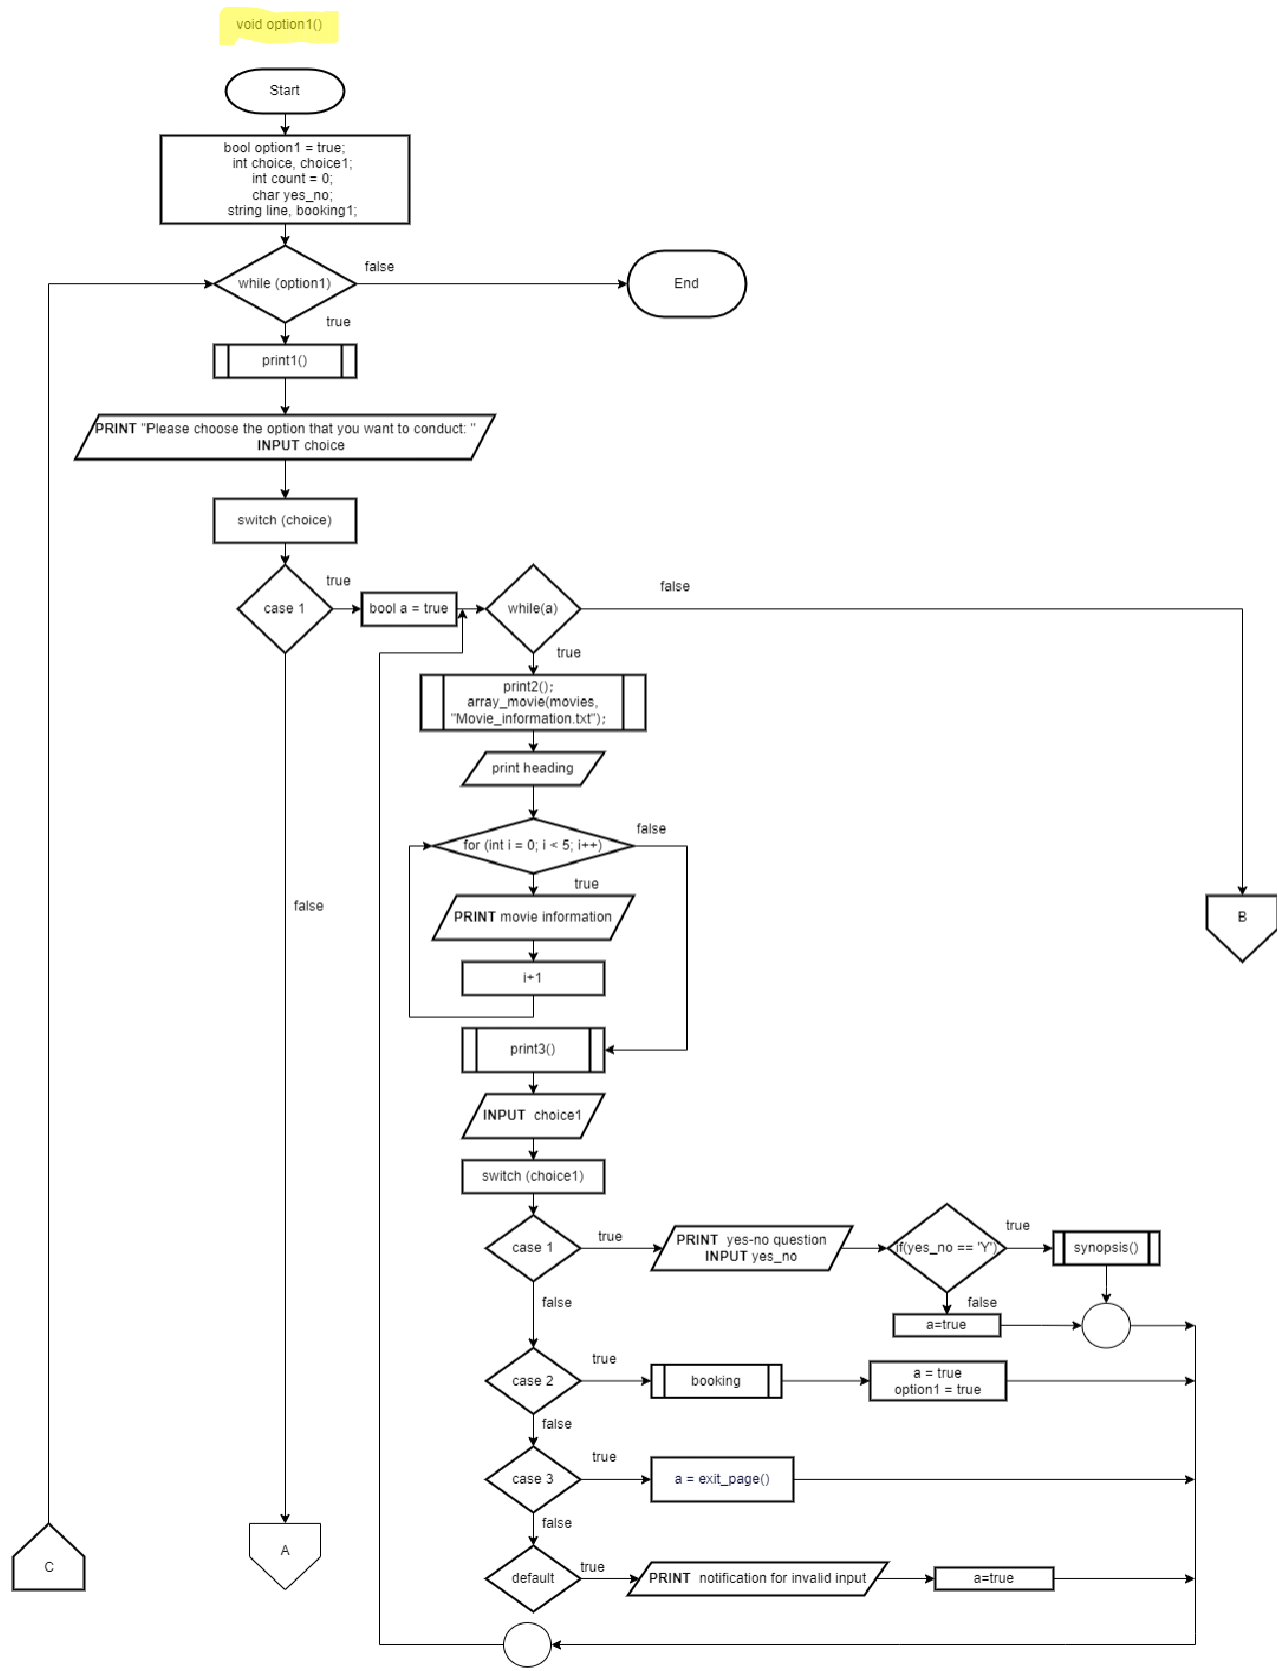 void option1()
Start
bool option1 = true;
int choice, choice1;
int count = 0;
char yes_no;
string line, booking1;
while (option1)
false
End
true
print1()
PRINT "Please choose the option that you want to conduct: "
INPUT choice
switch (choice)
case 1
true
bool a = true
while(a)
false
true
print2();
array_movie(movies,
"Movie_information.txt");
print heading
for (int i = 0; i < 5; i++)
false
true
PRINT movie information
false
B
i+1
print3()
INPUT choice1
switch (choice1)
case 1
true
PRINT yes-no question
INPUT yes_no
if(yes_no == 'Y')
true
synopsis()
false
false
a=true
case 2
true
booking
a = true
option1 = true
false
case 3
true
a = exit_page()
false
C
A
default
true
PRINT notification for invalid input
a=true